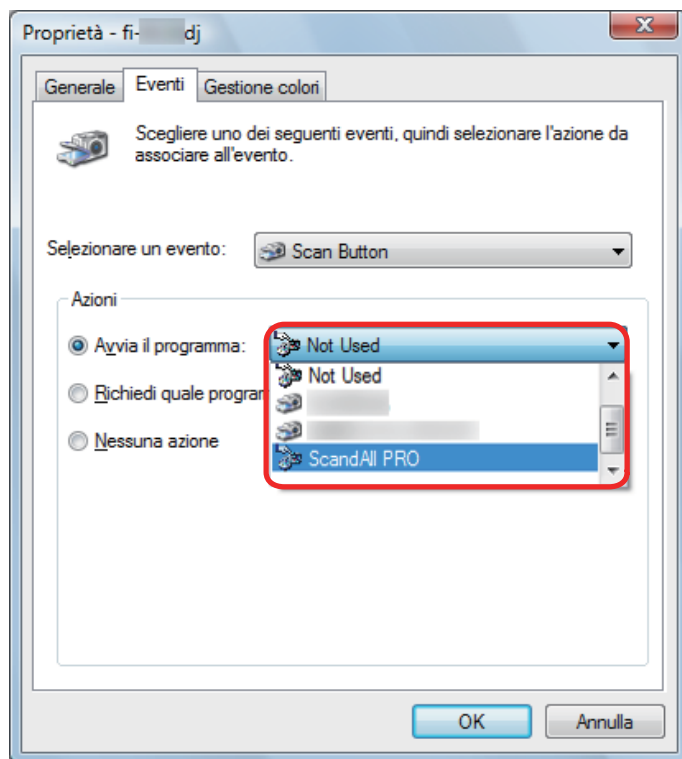 Proprietà - fi- dj
Generale Eventi Gestione colori
Scegliere uno dei seguenti eventi, quindi selezionare l'azione da
associare all'evento.
Selezionare un evento: Scan Button
Azioni
Avvia il programma: Not Used
Not Used
Richiedi quale progra
Nessuna azione
ScandAll PRO
OK Annulla